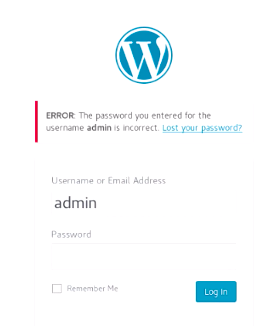 ERROR: The password you entered for the
username admin is incorrect. Lost your password?
Username or Email Address
admin
Password
Remember Me
Log In